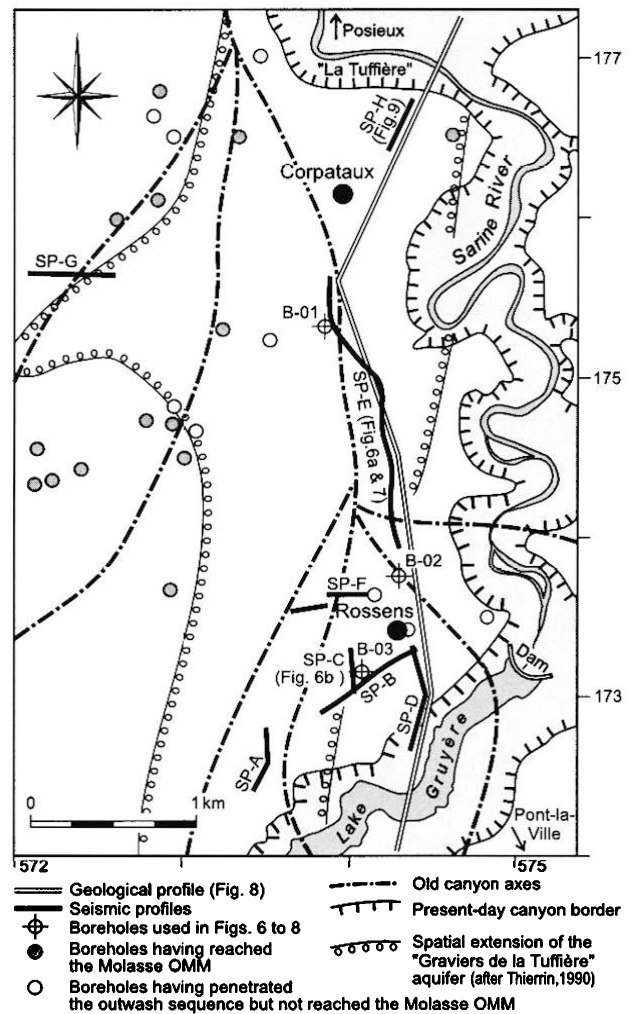 Posieux
"La Tuffière"
177
SP-H
(Fig.9)
Corpataux
Sarine River
SP-G
B-01
SP-E (Fig.6a & 7)
175
B-02
SP-F
Rossens
B-03
SP-C
(Fig. 6b)
SP-B
SP-D
Dam
173
SP-A
Lake Gruyère
0 1 km
Pont-la-
Ville
572
575
Geological profile (Fig. 8)
Seismic profiles
Boreholes used in Figs. 6 to 8
Boreholes having reached
the Molasse OMM
Boreholes having penetrated
the outwash sequence but not reached the Molasse OMM
Old canyon axes
Present-day canyon border
Spatial extension of the
"Graviers de la Tuffière"
aquifer (after Thierrin,1990)